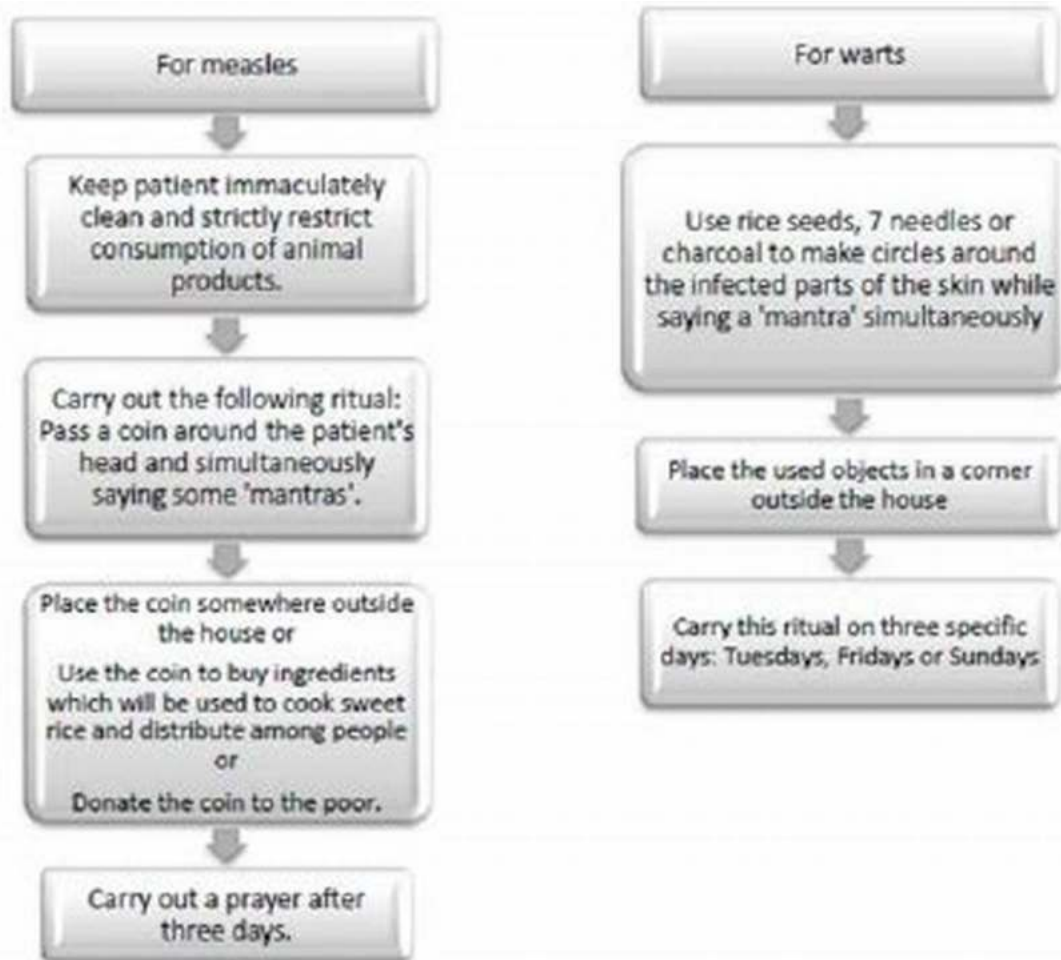 For measles
Keep patient immaculately
clean and strictly restrict
consumption of animal
products.
Carry out the following ritual:
Pass a coin around the patient's
head and simultaneously
saying some 'mantras'.
Place the coin somewhere outside
the house or
Use the coin to buy ingredients
which will be used to cook sweet
rice and distribute among people
or
Donate the coin to the poor.
Carry out a prayer after
three days.
For warts
Use rice seeds, 7 needles or
charcoal to make circles around
the infected parts of the skin while
saying a 'mantra' simultaneously
Place the used objects in a corner
outside the house
Carry this ritual on three specific
days: Tuesdays, Fridays or Sundays